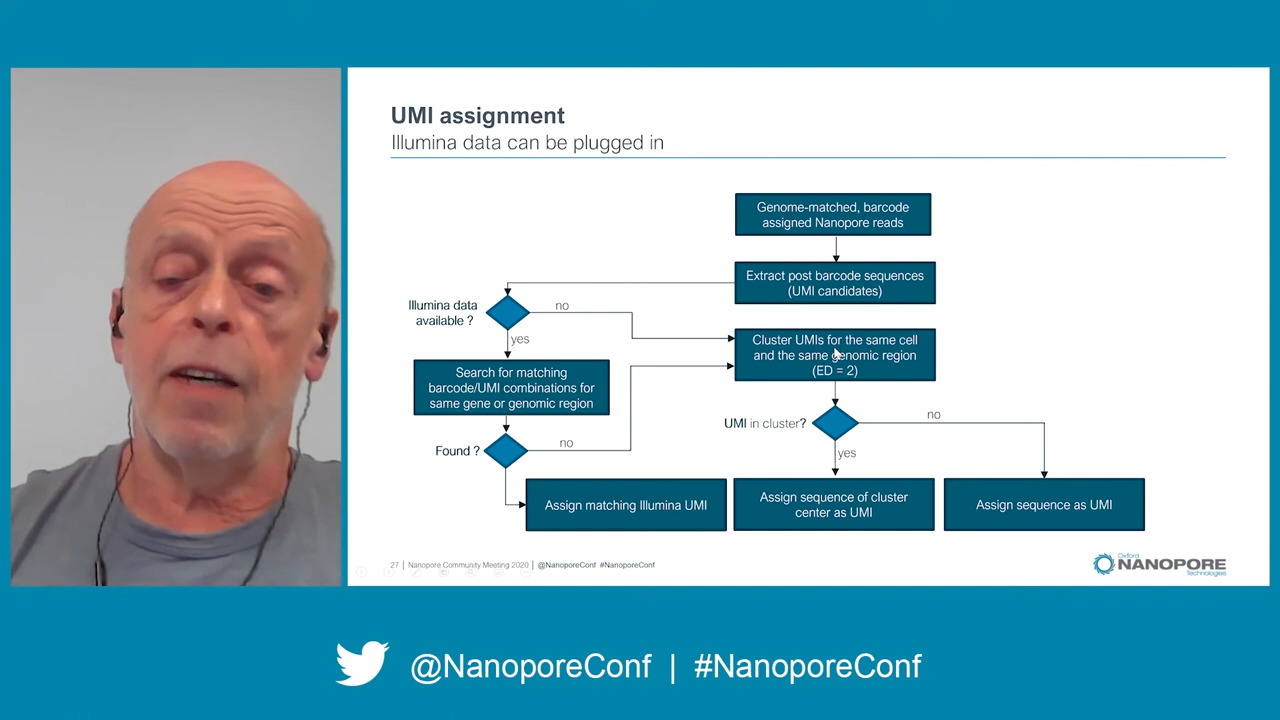 UMI assignment
Illumina data can be plugged in
Genome-matched, barcode
assigned Nanopore reads
Extract post barcode sequences
(UMI candidates)
Illumina data
available ?
no
yes
Cluster UMIs for the same cell
and the same genomic region
(ED = 2)
Search for matching
barcode/UMI combinations for
same gene or genomic region
UMI in cluster?
no
yes
Found ?
no
Assign matching Illumina UMI
Assign sequence of cluster
center as UMI
Assign sequence as UMI
27 | Nanopore Community Meeting 2020 | @NanoporeConf #NanoporeConf
Oxford
NANOPORE
Technologies
@NanoporeConf | #NanoporeConf